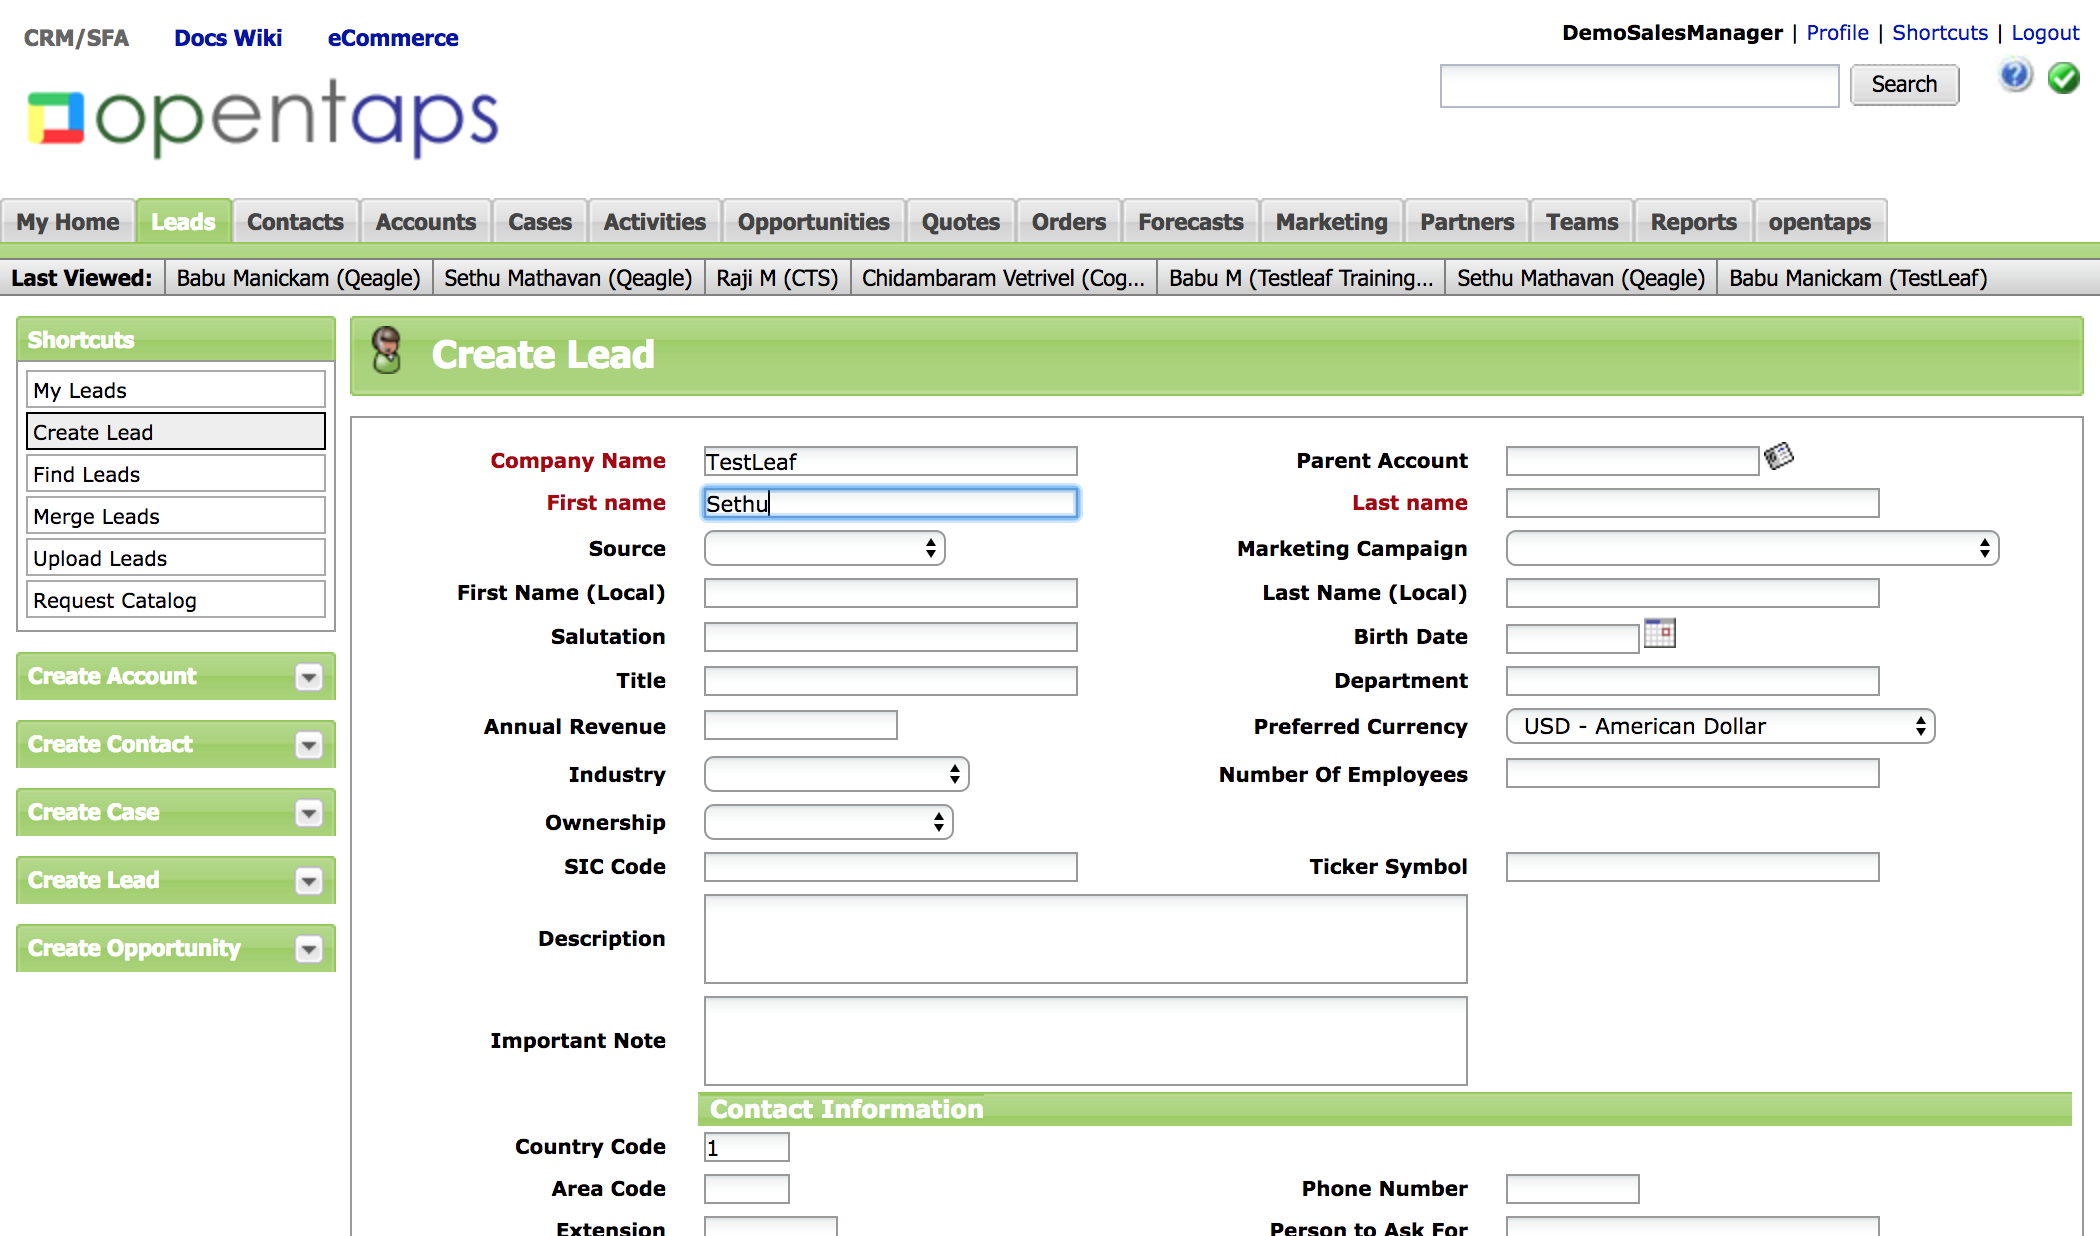 CRM/SFA Docs Wiki eCommerce
DemoSalesManager | Profile | Shortcuts | Logout
opentaps
Search
My Home Leads Contacts Accounts Cases Activities Opportunities Quotes Orders Forecasts Marketing Partners Teams Reports opentaps
Last Viewed: Babu Manickam (Qeagle) Sethu Mathavan (Qeagle) Raji M (CTS) Chidambaram Vetrivel (Cog... Babu M (Testleaf Training... Sethu Mathavan (Qeagle) Babu Manickam (TestLeaf)
Shortcuts
My Leads
Create Lead
Find Leads
Merge Leads
Upload Leads
Request Catalog
Create Account
Create Contact
Create Case
Create Lead
Create Opportunity
Create Lead
Company Name TestLeaf Parent Account
First name Sethu Last name
Source Marketing Campaign
First Name (Local) Last Name (Local)
Salutation Birth Date
Title Department
Annual Revenue Preferred Currency USD - American Dollar
Industry Number Of Employees
Ownership
SIC Code Ticker Symbol
Description
Important Note
Contact Information
Country Code 1
Area Code Phone Number
Extension Person to Ask For